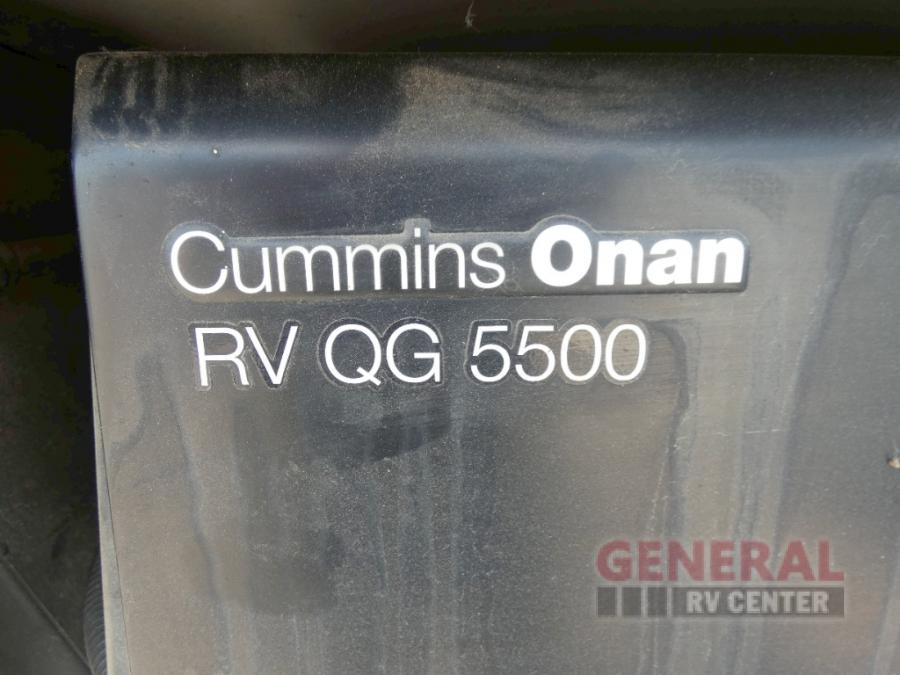 Cummins Onan
RV QG 5500
GENERAL
RV CENTER